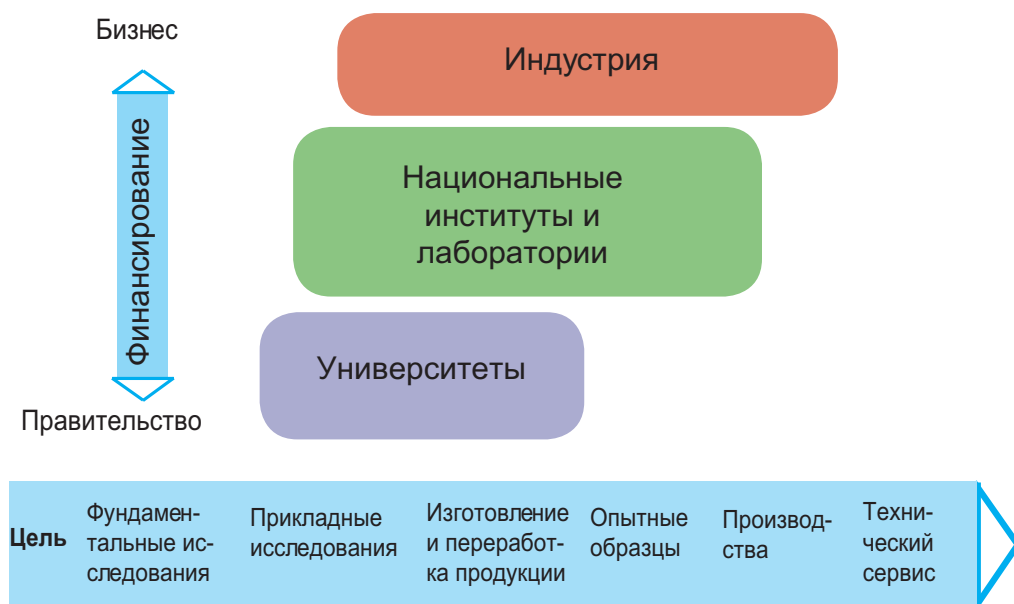 Бизнес
Индустрия
Финансирование
Национальные
институты и
лаборатории
Университеты
Правительство
Цель
Фундамен-
тальные ис-
следования
Прикладные
исследования
Изготовление
и переработ-
ка продукции
Опытные
образцы
Производ-
ства
Техни-
ческий
сервис